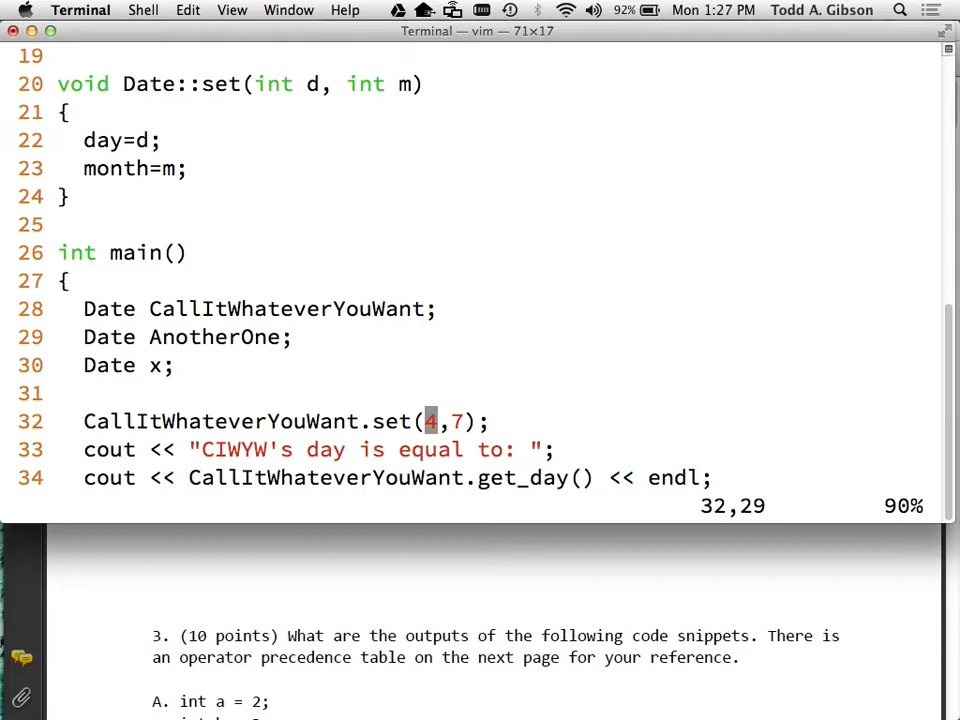 Terminal Shell Edit View Window Help 92% Mon 1:27 PM Todd A. Gibson
Terminal — vim — 71×17
19
20 void Date::set(int d, int m)
21 {
22   day=d;
23   month=m;
24 }
25
26 int main()
27 {
28   Date CallItWhateverYouWant;
29   Date AnotherOne;
30   Date x;
31
32   CallItWhateverYouWant.set(4,7);
33   cout << "CIWYW's day is equal to: ";
34   cout << CallItWhateverYouWant.get_day() << endl;
32,29 90%
3. (10 points) What are the outputs of the following code snippets. There is
an operator precedence table on the next page for your reference.
A. int a = 2;